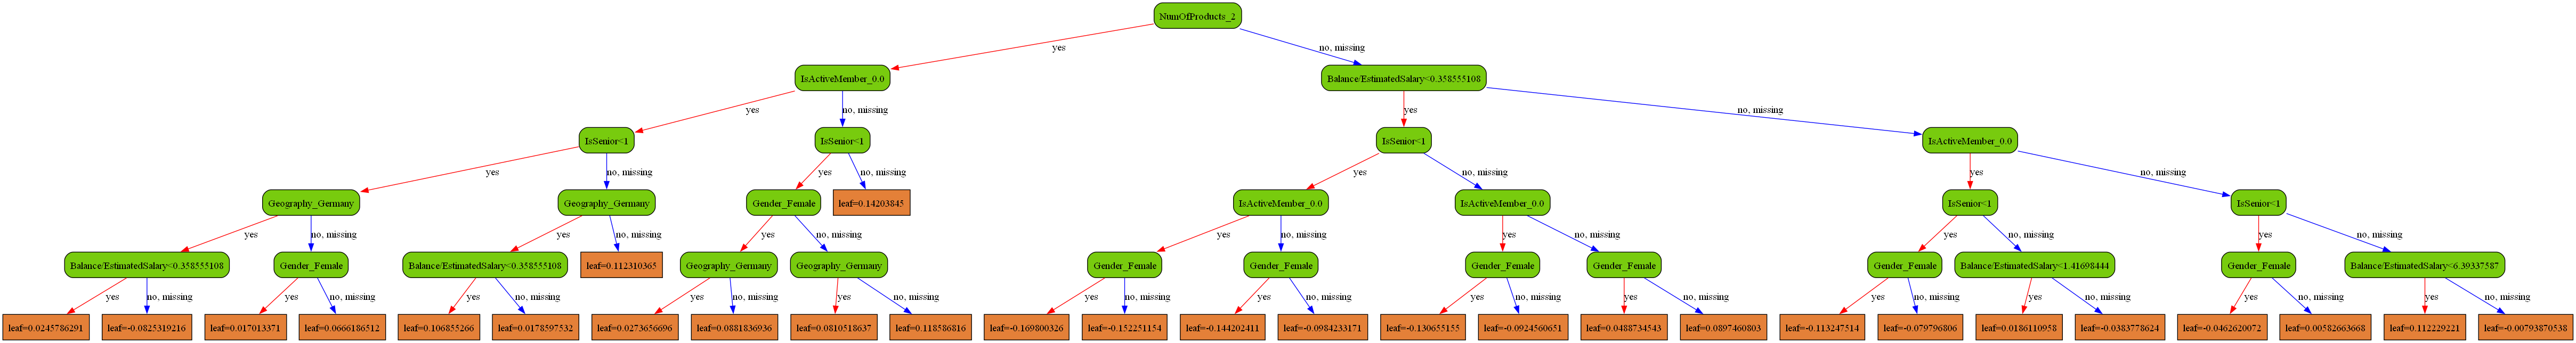 NumOfProducts_2
yes
no, missing
IsActiveMember_0.0
Balance/EstimatedSalary<0.358555108
yes
no, missing
yes
no, missing
IsSenior<1
IsSenior<1
IsSenior<1
IsActiveMember_0.0
yes
no, missing
yes
no, missing
yes
no, missing
yes
no, missing
Geography_Germany
Geography_Germany
Gender_Female
leaf=0.14203845
IsActiveMember_0.0
IsActiveMember_0.0
IsSenior<1
IsSenior<1
yes
no, missing
yes
no, missing
yes
no, missing
yes
no, missing
yes
no, missing
yes
no, missing
yes
no, missing
Balance/EstimatedSalary<0.358555108
Gender_Female
Balance/EstimatedSalary<0.358555108
leaf=0.112310365
Geography_Germany
Geography_Germany
Gender_Female
Gender_Female
Gender_Female
Gender_Female
Gender_Female
Balance/EstimatedSalary<1.41698444
Gender_Female
Balance/EstimatedSalary<6.39337587
yes
no, missing
yes
no, missing
yes
no, missing
yes
no, missing
yes
no, missing
yes
no, missing
yes
no, missing
yes
no, missing
yes
no, missing
yes
no, missing
yes
no, missing
yes
no, missing
yes
no, missing
leaf=0.0245786291
leaf=-0.0825319216
leaf=0.017013371
leaf=0.0666186512
leaf=0.106855266
leaf=0.0178597532
leaf=0.0273656696
leaf=0.0881836936
leaf=0.0810518637
leaf=0.118586816
leaf=-0.169800326
leaf=-0.152251154
leaf=-0.144202411
leaf=-0.0984233171
leaf=-0.130655155
leaf=-0.0924560651
leaf=0.0488734543
leaf=0.0897460803
leaf=-0.113247514
leaf=-0.079796806
leaf=0.0186110958
leaf=-0.0383778624
leaf=-0.0462620072
leaf=0.00582663668
leaf=0.112229221
leaf=-0.00793870538